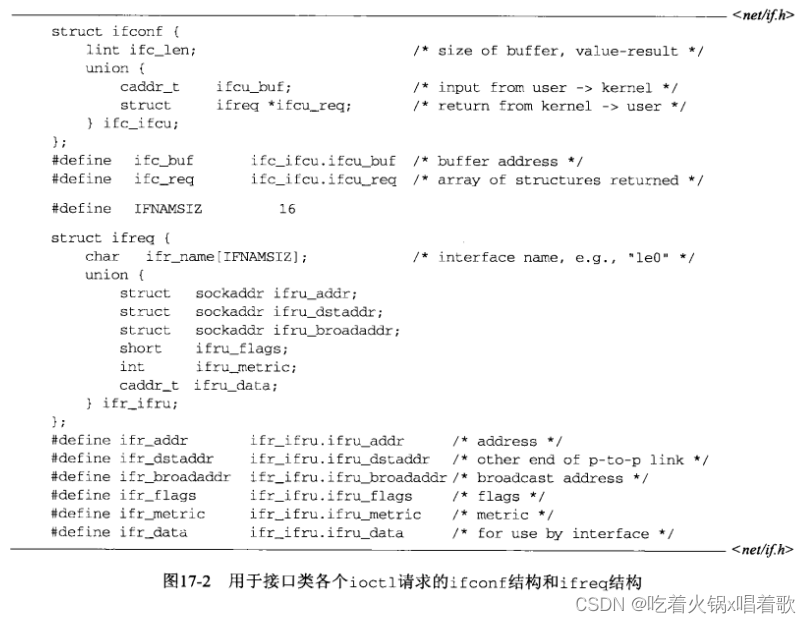 <net/if.h>
struct ifconf {
    lint ifc_len;                     /* size of buffer, value-result */
    union {
        caddr_t    ifcu_buf;          /* input from user -> kernel */
        struct     ifreq *ifcu_req;   /* return from kernel -> user */
    } ifc_ifcu;
};
#define   ifc_buf      ifc_ifcu.ifcu_buf  /* buffer address */
#define   ifc_req      ifc_ifcu.ifcu_req  /* array of structures returned */
#define   IFNAMSIZ         16
struct ifreq {
    char   ifr_name[IFNAMSIZ];        /* interface name, e.g., "le0" */
    union {
        struct   sockaddr ifru_addr;
        struct   sockaddr ifru_dstaddr;
        struct   sockaddr ifru_broadaddr;
        short    ifru_flags;
        int      ifru_metric;
        caddr_t  ifru_data;
    } ifr_ifru;
};
#define ifr_addr       ifr_ifru.ifru_addr      /* address */
#define ifr_dstaddr    ifr_ifru.ifru_dstaddr   /* other end of p-to-p link */
#define ifr_broadaddr  ifr_ifru.ifru_broadaddr /* broadcast address */
#define ifr_flags      ifr_ifru.ifru_flags     /* flags */
#define ifr_metric     ifr_ifru.ifru_metric    /* metric */
#define ifr_data       ifr_ifru.ifru_data      /* for use by interface */
<net/if.h>
图17-2 用于接口类各个ioctl请求的ifconf结构和ifreq结构
CSDN @吃着火锅x唱着歌